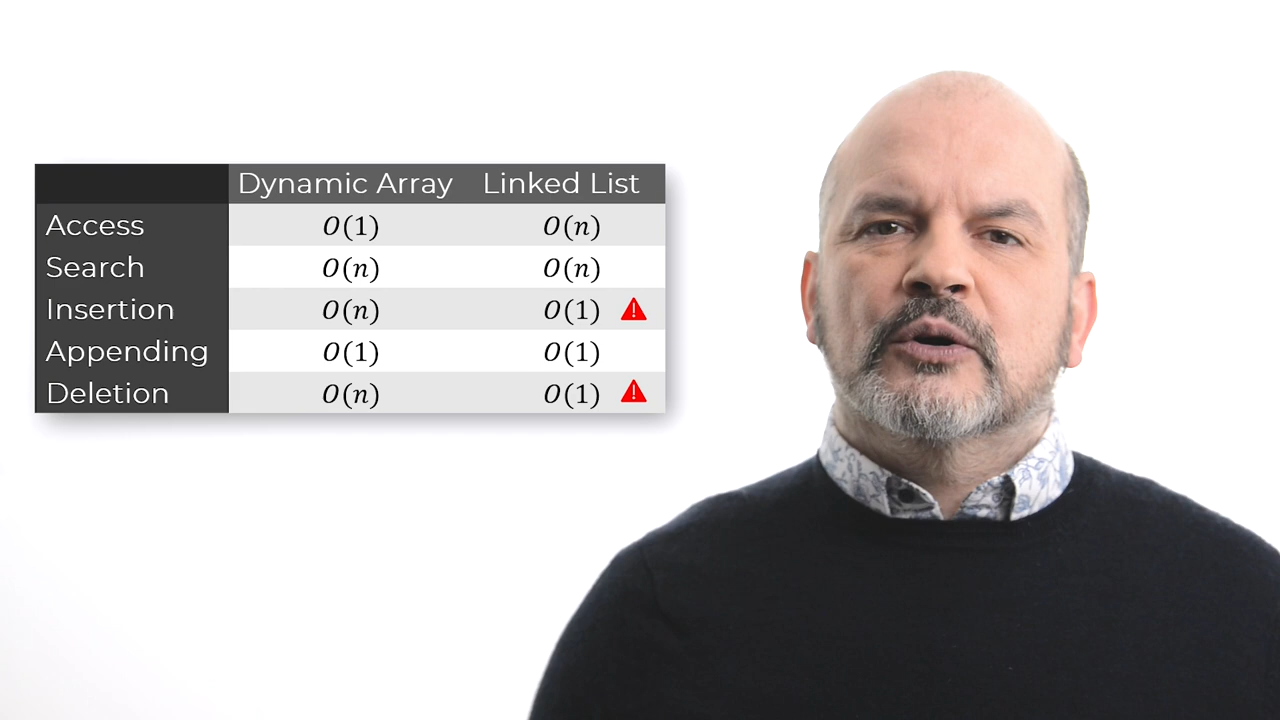 Dynamic Array Linked List
Access O(1) O(n)
Search O(n) O(n)
Insertion O(n) O(1)
Appending O(1) O(1)
Deletion O(n) O(1)